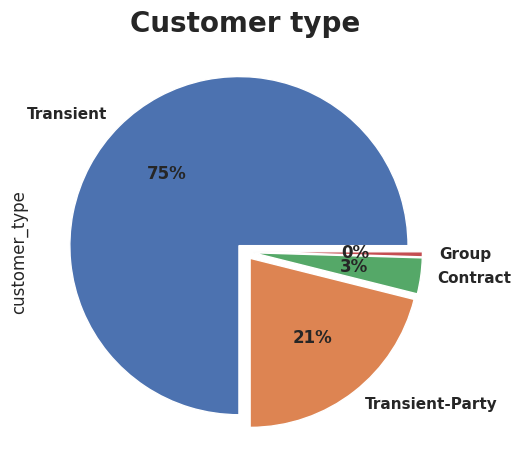 Customer type
Transient
75%
customer_type
0%
Group
3%
Contract
21%
Transient-Party